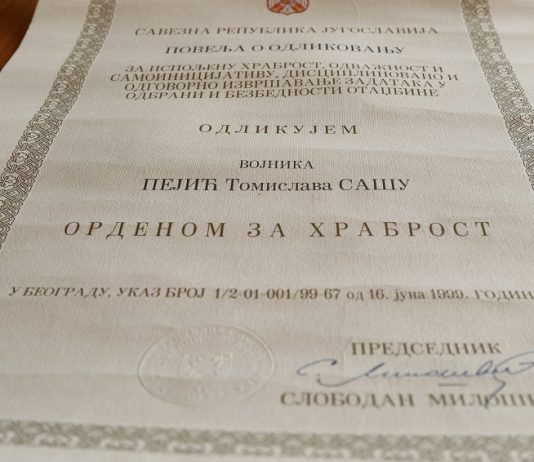 САВЕЗНА РЕПУБЛИКА ЈУГОСЛАВИЈА
ПОВЕЉА О ОДЛИКОВАЊУ
ЗА ИСПОЉЕНУ ХРАБРОСТ, ОДВАЖНОСТ И
САМОИНИЦИЈАТИВУ, ДИСЦИПЛИНОВАНО И
ОДГОВОРНО ИЗВРШАВАЊЕ ЗАДАТАКА У
ОДБРАНИ И БЕЗБЕДНОСТИ ОТАЏБИНЕ
ОДЛИКУЈЕМ
ВОЈНИКА
ПЕЈИЋ Томислава САШУ
ОРДЕНОМ ЗА ХРАБРОСТ
У БЕОГРАДУ, УКАЗ БРОЈ 1/2-01-001/99-67 од 16. јуна 1999. ГОДИН
ПРЕДСЕДНИК
СЛОБОДАН МИЛОШ